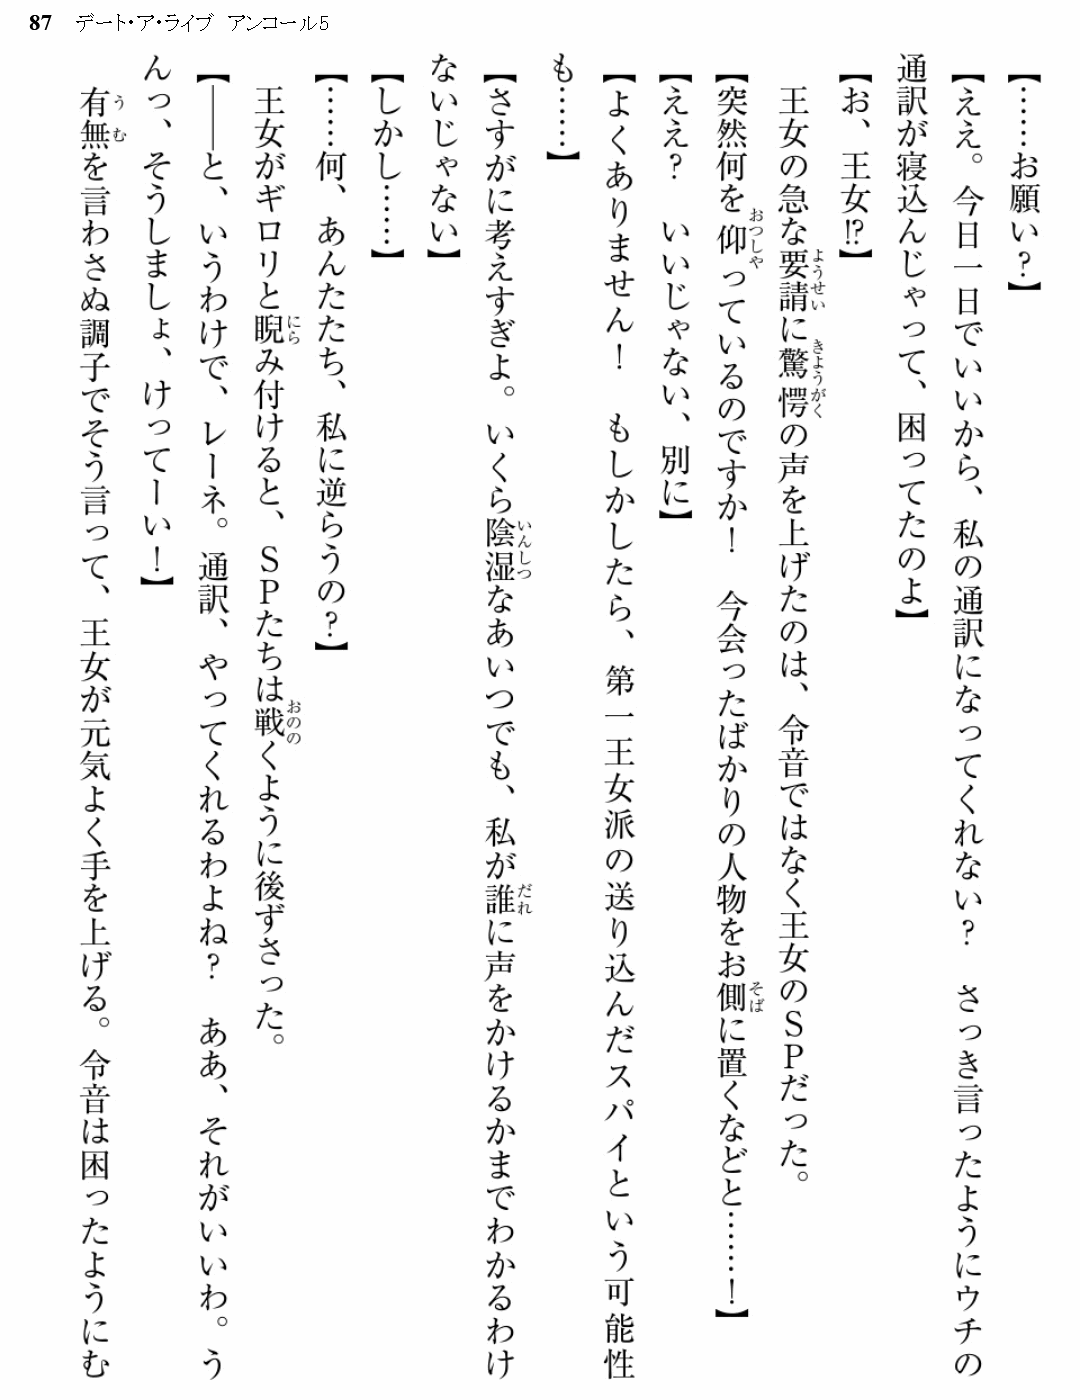 87 デート・ア・ライブ アンコール5
【……お願い？】
【ええ。今日一日でいいから、私の通訳になってくれない？　さっき言ったようにウチの
通訳が寝込んじゃって、困ってたのよ】
【お、王女!?】
王女の急な要請に驚愕の声を上げたのは、令音ではなく王女のＳＰだった。
【突然何を仰っているのですか！　今会ったばかりの人物をお側に置くなどと……！】
【ええ？　いいじゃない、別に】
【よくありません！　もしかしたら、第一王女派の送り込んだスパイという可能性
も……】
【さすがに考えすぎよ。いくら陰湿なあいつでも、私が誰に声をかけるかまでわかるわけ
ないじゃない】
【しかし……】
【……何、あんたたち、私に逆らうの？】
王女がギロリと睨み付けると、ＳＰたちは戦くように後ずさった。
【――と、いうわけで、レーネ。通訳、やってくれるわよね？　ああ、それがいいわ。う
んっ、そうしましょ、けってーい！】
有無を言わさぬ調子でそう言って、王女が元気よく手を上げる。令音は困ったようにむ